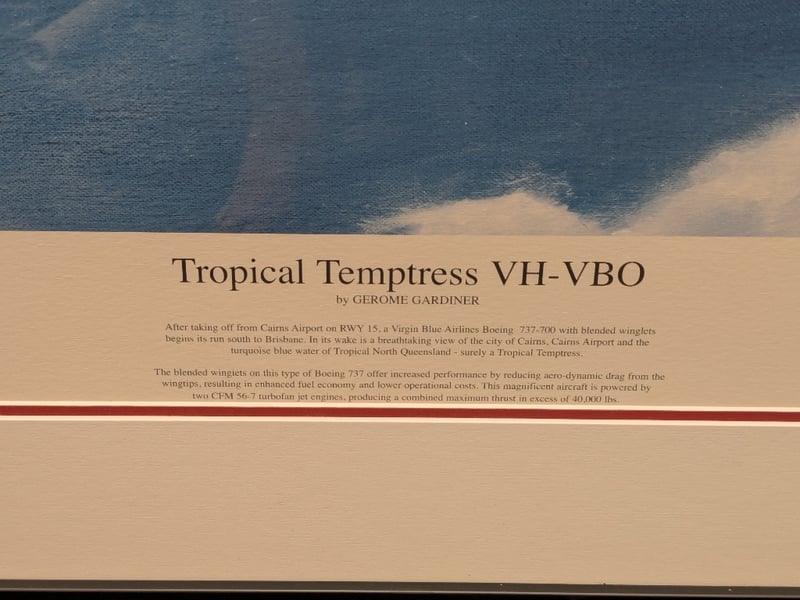 Tropical Temptress VH-VBO
by GEROME GARDINER
After taking off from Cairns Airport on RWY 15, a Virgin Blue Airlines Boeing 737-700 with blended winglets
begins its run south to Brisbane. In its wake is a breathtaking view of the city of Cairns, Cairns Airport and the
turquoise blue water of Tropical North Queensland - surely a Tropical Temptress.
The blended winglets on this type of Boeing 737 offer increased performance by reducing aero-dynamic drag from the
wingtips, resulting in enhanced fuel economy and lower operational costs. This magnificent aircraft is powered by
two CFM 56-7 turbofan jet engines, producing a combined maximum thrust in excess of 40,000 lbs.